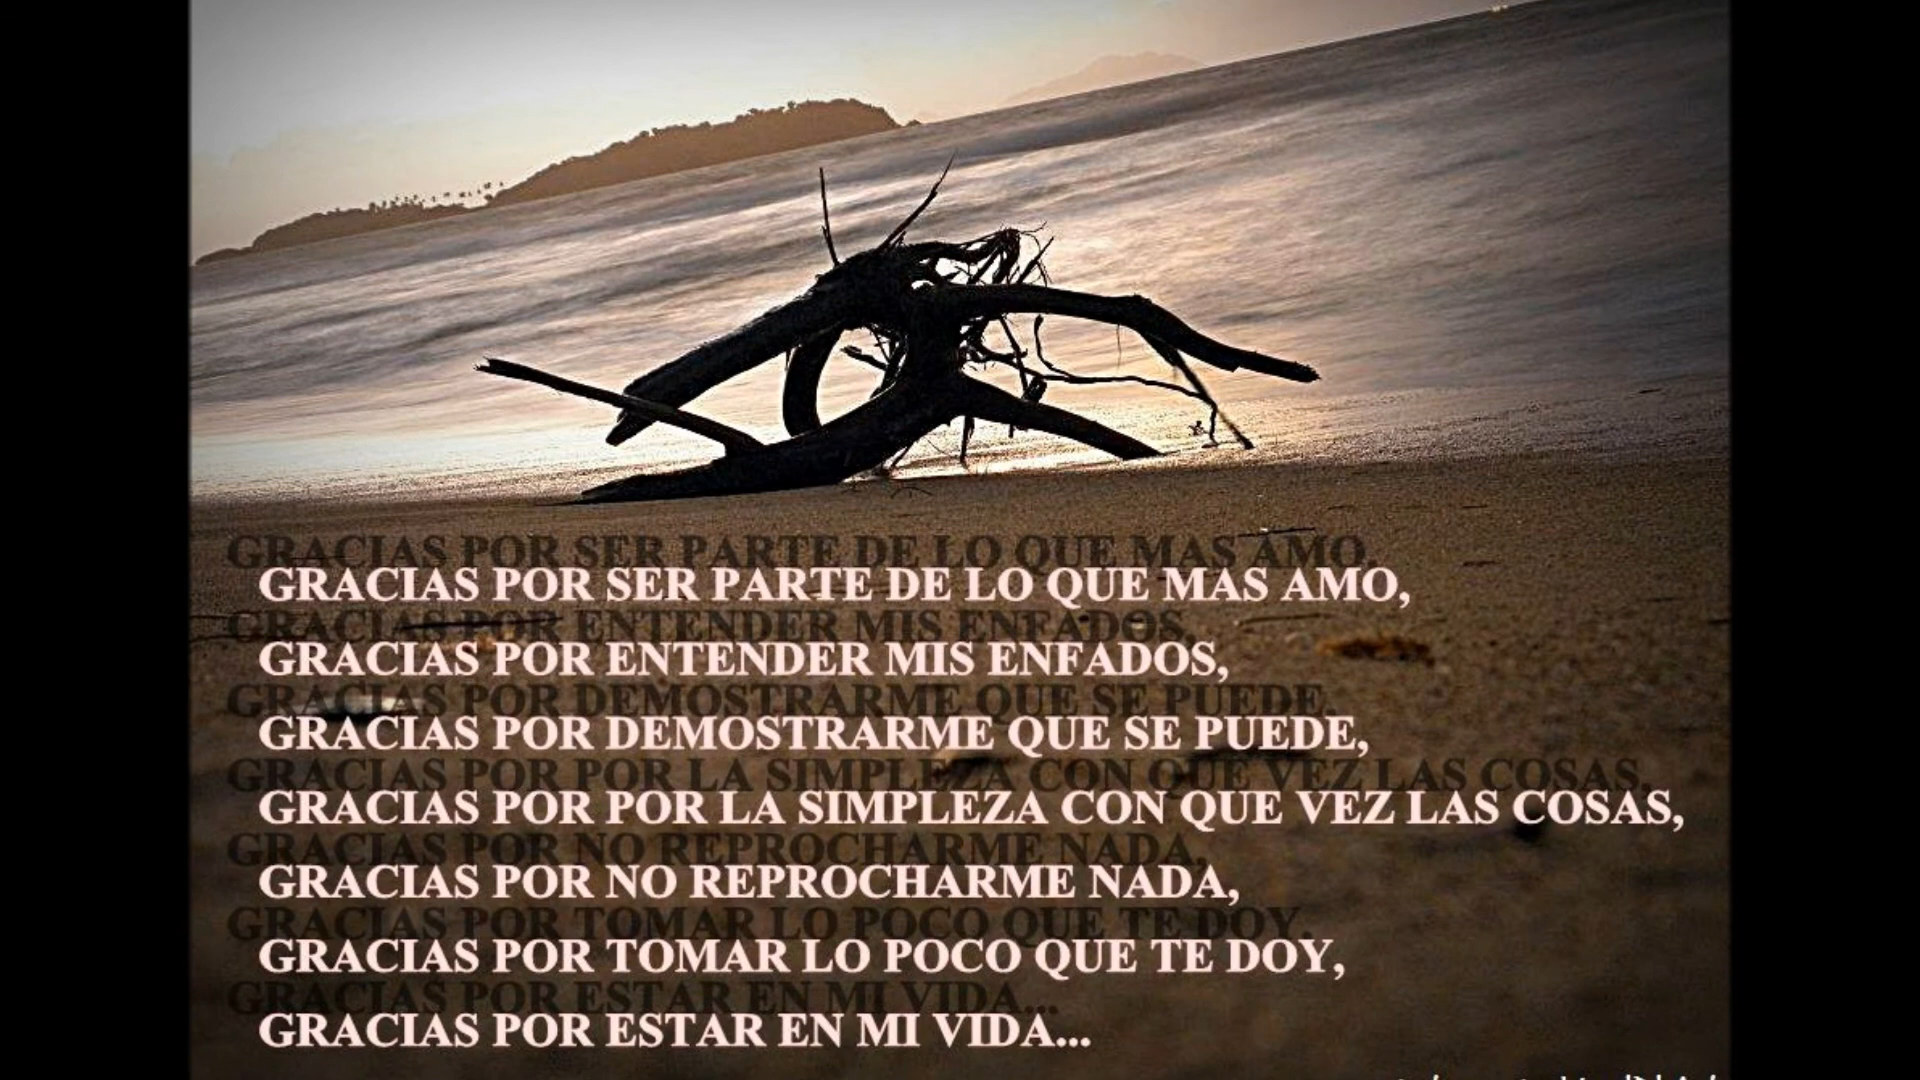 GRACIAS POR SER PARTE DE LO QUE MAS AMO,
GRACIAS POR ENTENDER MIS ENFADOS,
GRACIAS POR DEMOSTRARME QUE SE PUEDE,
GRACIAS POR POR LA SIMPLEZA CON QUE VEZ LAS COSAS,
GRACIAS POR NO REPROCHARME NADA,
GRACIAS POR TOMAR LO POCO QUE TE DOY,
GRACIAS POR ESTAR EN MI VIDA...